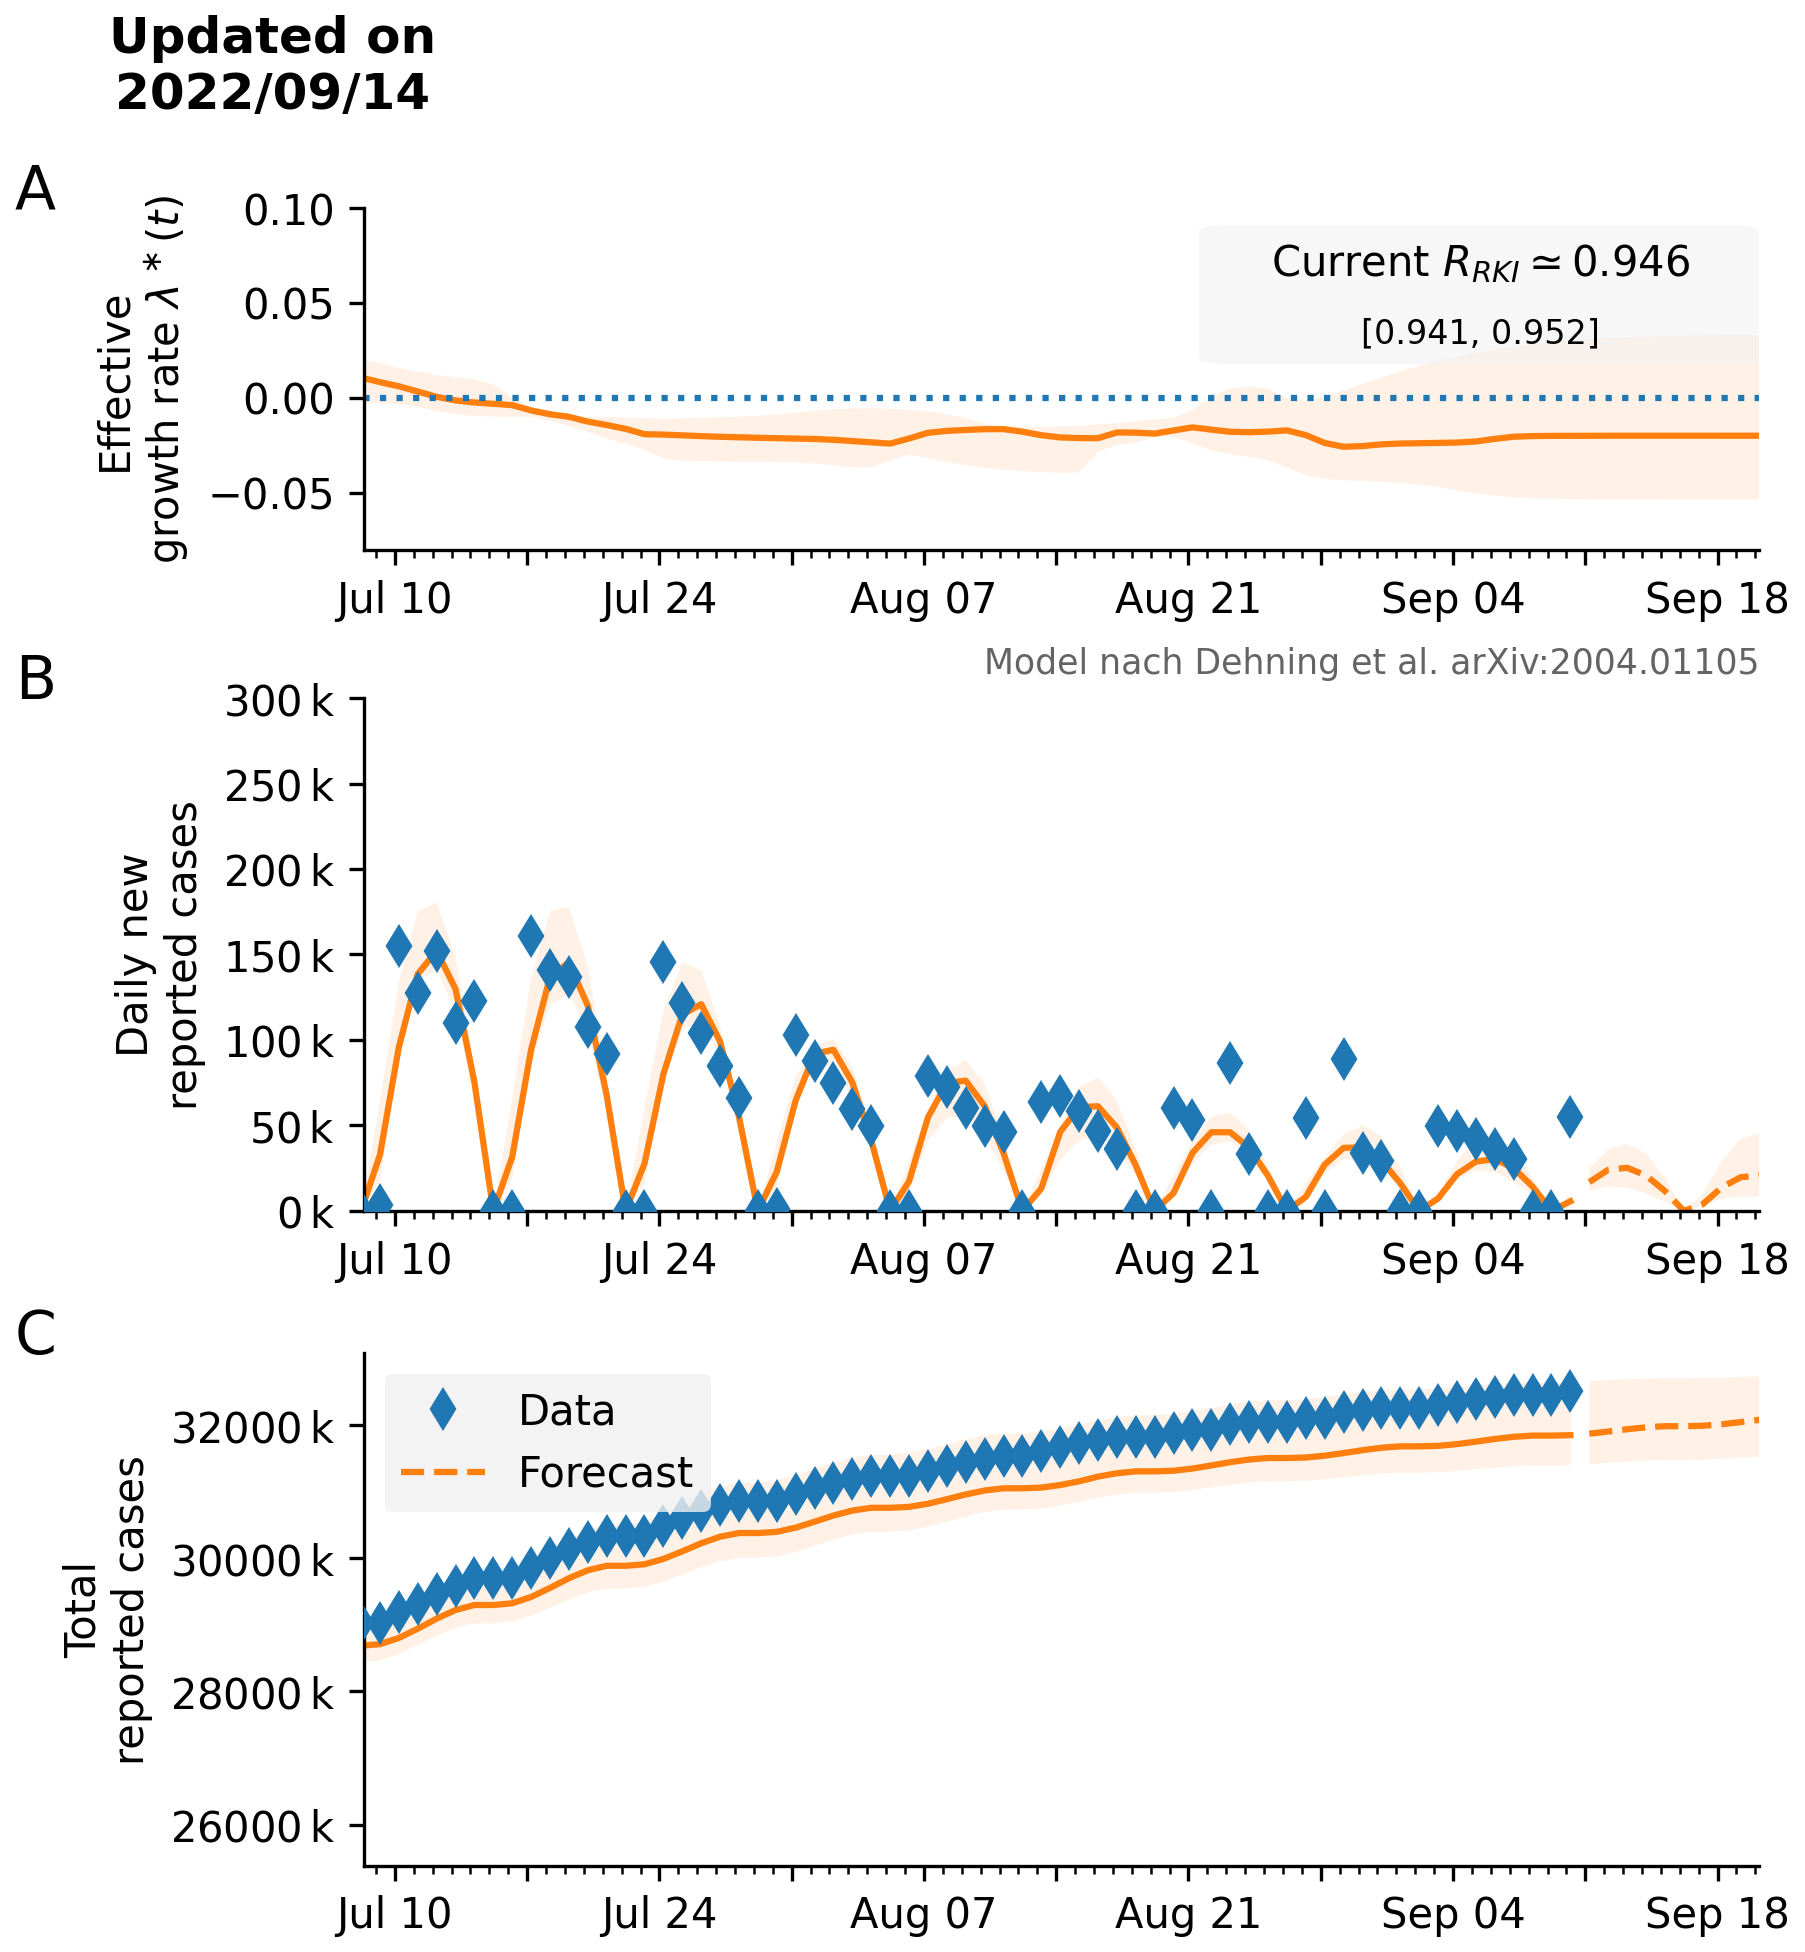 Updated on
2022/09/14
A
Effective
growth rate λ * (t)
0.10
0.05
0.00
−0.05
Current R_RKI ≃ 0.946
[0.941, 0.952]
Jul 10 Jul 24 Aug 07 Aug 21 Sep 04 Sep 18
Model nach Dehning et al. arXiv:2004.01105
B
Daily new
reported cases
300 k
250 k
200 k
150 k
100 k
50 k
0 k
Jul 10 Jul 24 Aug 07 Aug 21 Sep 04 Sep 18
C
Total
reported cases
32000 k
30000 k
28000 k
26000 k
Data
Forecast
Jul 10 Jul 24 Aug 07 Aug 21 Sep 04 Sep 18